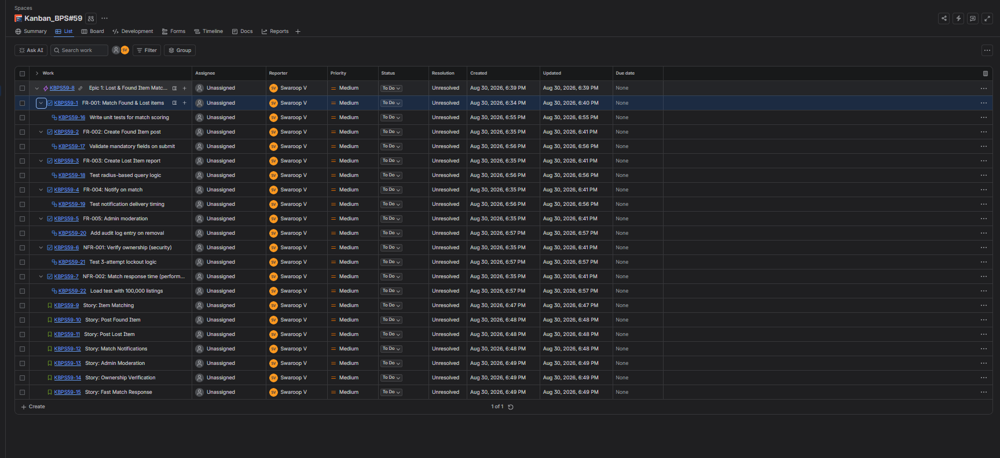 Spaces
Kanban_BPS#59
Summary List Board Development Forms Timeline Docs Reports
Ask AI Search work SV Filter Group
Work Assignee Reporter Priority Status Resolution Created Updated Due date
KBPS59-8 Epic 1: Lost & Found Item Matc... Unassigned SV Swaroop V Medium To Do Unresolved Aug 30, 2026, 6:39 PM Aug 30, 2026, 6:39 PM None
KBPS59-1 FR-001: Match Found & Lost items Unassigned SV Swaroop V Medium To Do Unresolved Aug 30, 2026, 6:34 PM Aug 30, 2026, 6:40 PM None
KBPS59-16 Write unit tests for match scoring Unassigned SV Swaroop V Medium To Do Unresolved Aug 30, 2026, 6:55 PM Aug 30, 2026, 6:55 PM None
KBPS59-2 FR-002: Create Found Item post Unassigned SV Swaroop V Medium To Do Unresolved Aug 30, 2026, 6:35 PM Aug 30, 2026, 6:41 PM None
KBPS59-17 Validate mandatory fields on submit Unassigned SV Swaroop V Medium To Do Unresolved Aug 30, 2026, 6:56 PM Aug 30, 2026, 6:56 PM None
KBPS59-3 FR-003: Create Lost Item report Unassigned SV Swaroop V Medium To Do Unresolved Aug 30, 2026, 6:35 PM Aug 30, 2026, 6:41 PM None
KBPS59-18 Test radius-based query logic Unassigned SV Swaroop V Medium To Do Unresolved Aug 30, 2026, 6:56 PM Aug 30, 2026, 6:56 PM None
KBPS59-4 FR-004: Notify on match Unassigned SV Swaroop V Medium To Do Unresolved Aug 30, 2026, 6:35 PM Aug 30, 2026, 6:41 PM None
KBPS59-19 Test notification delivery timing Unassigned SV Swaroop V Medium To Do Unresolved Aug 30, 2026, 6:56 PM Aug 30, 2026, 6:56 PM None
KBPS59-5 FR-005: Admin moderation Unassigned SV Swaroop V Medium To Do Unresolved Aug 30, 2026, 6:35 PM Aug 30, 2026, 6:41 PM None
KBPS59-20 Add audit log entry on removal Unassigned SV Swaroop V Medium To Do Unresolved Aug 30, 2026, 6:57 PM Aug 30, 2026, 6:57 PM None
KBPS59-6 NFR-001: Verify ownership (security) Unassigned SV Swaroop V Medium To Do Unresolved Aug 30, 2026, 6:35 PM Aug 30, 2026, 6:41 PM None
KBPS59-21 Test 3-attempt lockout logic Unassigned SV Swaroop V Medium To Do Unresolved Aug 30, 2026, 6:57 PM Aug 30, 2026, 6:57 PM None
KBPS59-7 NFR-002: Match response time (perform... Unassigned SV Swaroop V Medium To Do Unresolved Aug 30, 2026, 6:35 PM Aug 30, 2026, 6:41 PM None
KBPS59-22 Load test with 100,000 listings Unassigned SV Swaroop V Medium To Do Unresolved Aug 30, 2026, 6:57 PM Aug 30, 2026, 6:57 PM None
KBPS59-9 Story: Item Matching Unassigned SV Swaroop V Medium To Do Unresolved Aug 30, 2026, 6:47 PM Aug 30, 2026, 6:47 PM None
KBPS59-10 Story: Post Found Item Unassigned SV Swaroop V Medium To Do Unresolved Aug 30, 2026, 6:48 PM Aug 30, 2026, 6:48 PM None
KBPS59-11 Story: Post Lost Item Unassigned SV Swaroop V Medium To Do Unresolved Aug 30, 2026, 6:48 PM Aug 30, 2026, 6:48 PM None
KBPS59-12 Story: Match Notifications Unassigned SV Swaroop V Medium To Do Unresolved Aug 30, 2026, 6:48 PM Aug 30, 2026, 6:48 PM None
KBPS59-13 Story: Admin Moderation Unassigned SV Swaroop V Medium To Do Unresolved Aug 30, 2026, 6:49 PM Aug 30, 2026, 6:49 PM None
KBPS59-14 Story: Ownership Verification Unassigned SV Swaroop V Medium To Do Unresolved Aug 30, 2026, 6:49 PM Aug 30, 2026, 6:49 PM None
KBPS59-15 Story: Fast Match Response Unassigned SV Swaroop V Medium To Do Unresolved Aug 30, 2026, 6:49 PM Aug 30, 2026, 6:49 PM None
Create 1 of 1